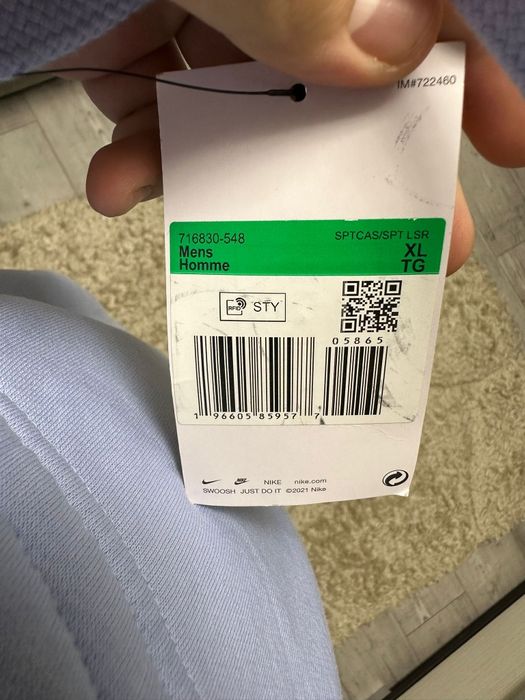 IM#722460
716830-548 SPTCAS/SPT LSR
Mens XL
Homme TG
RFID STY
05865
1 96605 85957 7
NIKE nike.com
SWOOSH JUST DO IT ©2021 Nike